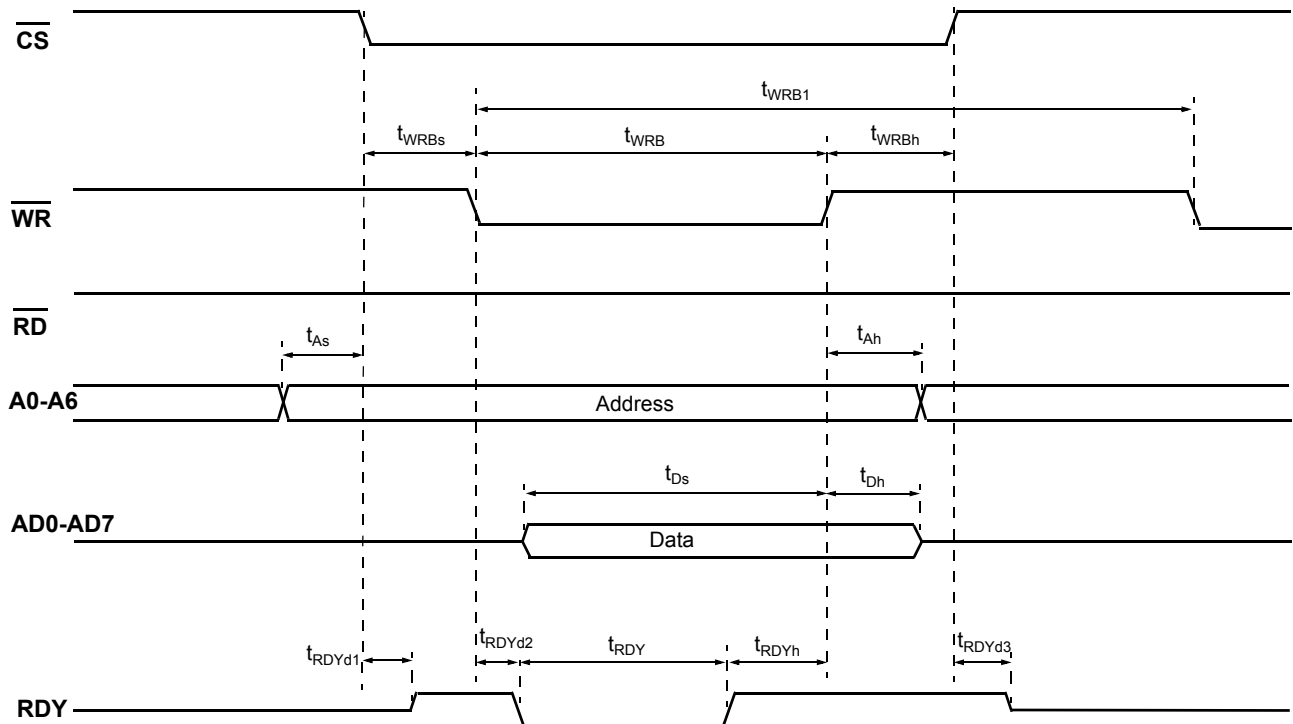 CS
tWRB1
tWRBs tWRB tWRBh
WR
RD
tAs tAh
A0-A6 Address
tDs tDh
AD0-AD7 Data
tRDYd1 tRDYd2 tRDY tRDYh tRDYd3
RDY